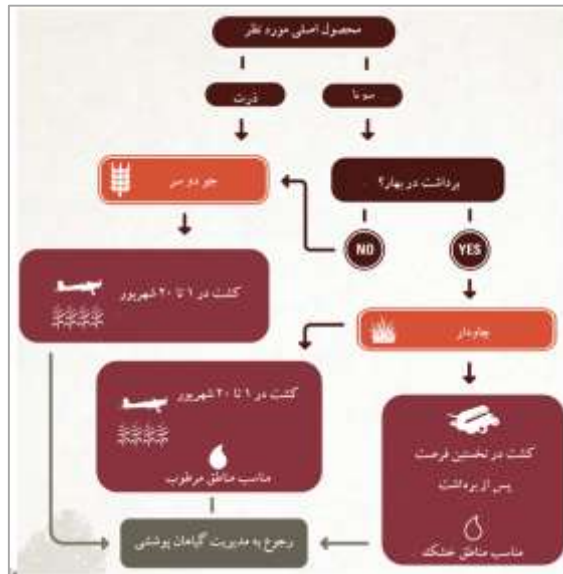 محصول اصلی مورد نظر
ذرت
سویا
جو دو سر
برداشت در بهار؟
NO
YES
کشت در ۱ تا ۲۰ شهریور
چاودار
کشت در ۱ تا ۲۰ شهریور
مناسب مناطق مرطوب
کشت در نخستین فرصت
پس از برداشت
مناسب مناطق خشک
رجوع به مدیریت گیاهان پوششی